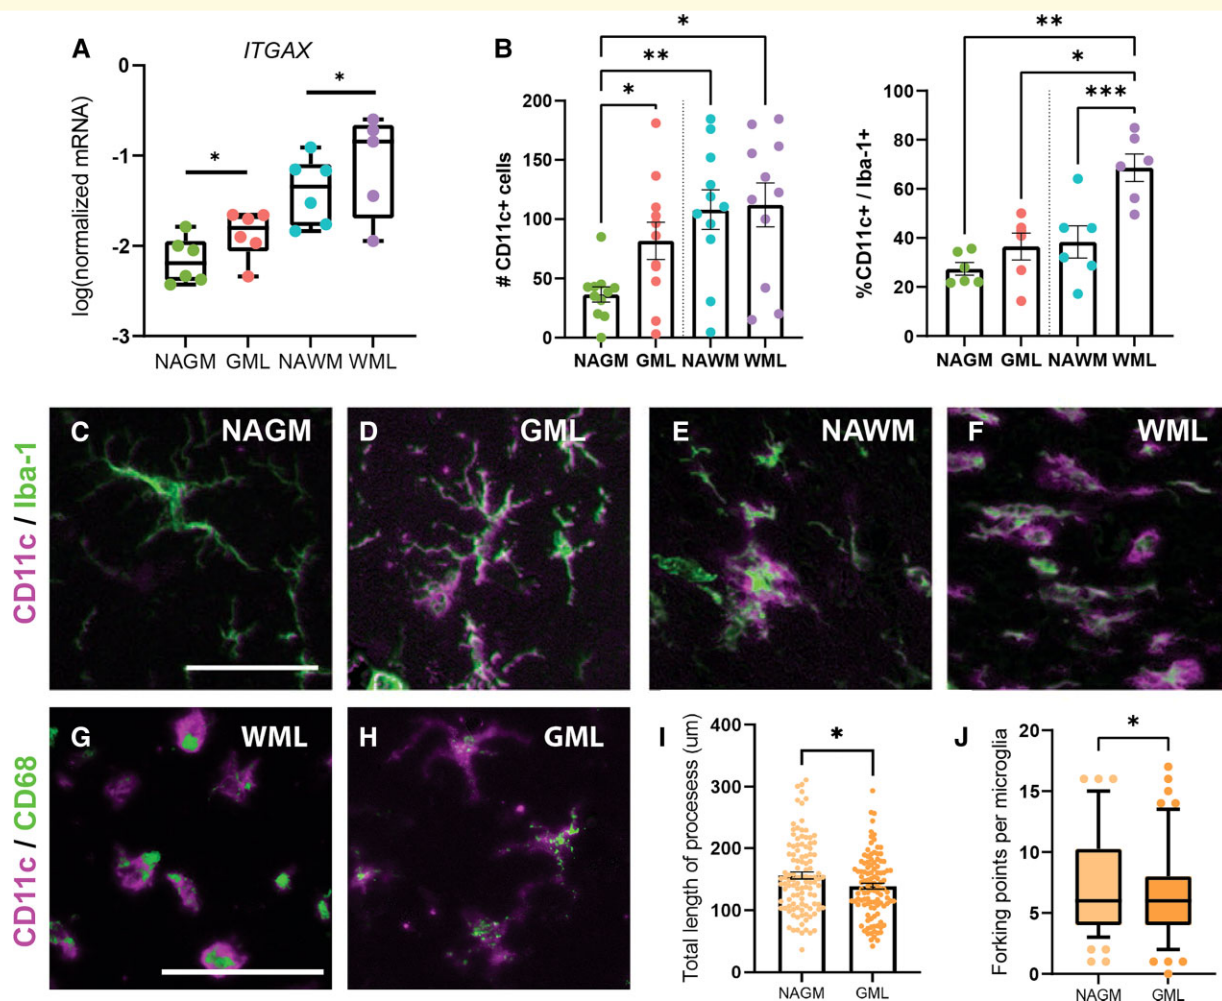 A
ITGAX
log(normalized mRNA)
0
-1
-2
-3
*
*
NAGM GML NAWM WML
B
# CD11c+ cells
200
150
100
50
0
*
**
*
NAGM GML NAWM WML
%CD11c+ / Iba-1+
100
80
60
40
20
0
**
*
***
NAGM GML NAWM WML
CD11c / Iba-1
C NAGM
D GML
E NAWM
F WML
CD11c / CD68
G WML
H GML
I
Total length of procesess (um)
400
300
200
100
0
*
NAGM GML
J
Forking points per microglia
20
15
10
5
0
*
NAGM GML